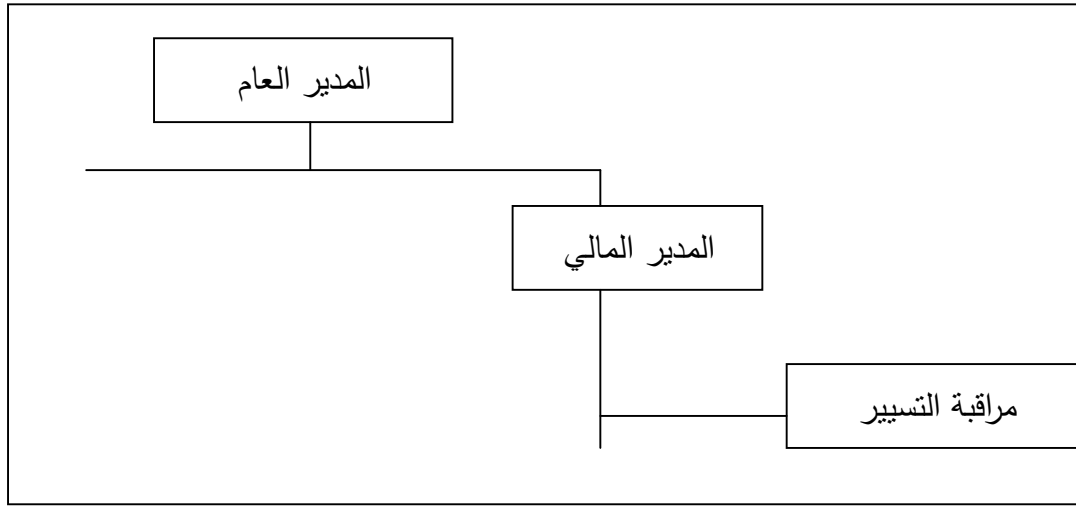 المدير العام
المدير المالي
مراقبة التسيير